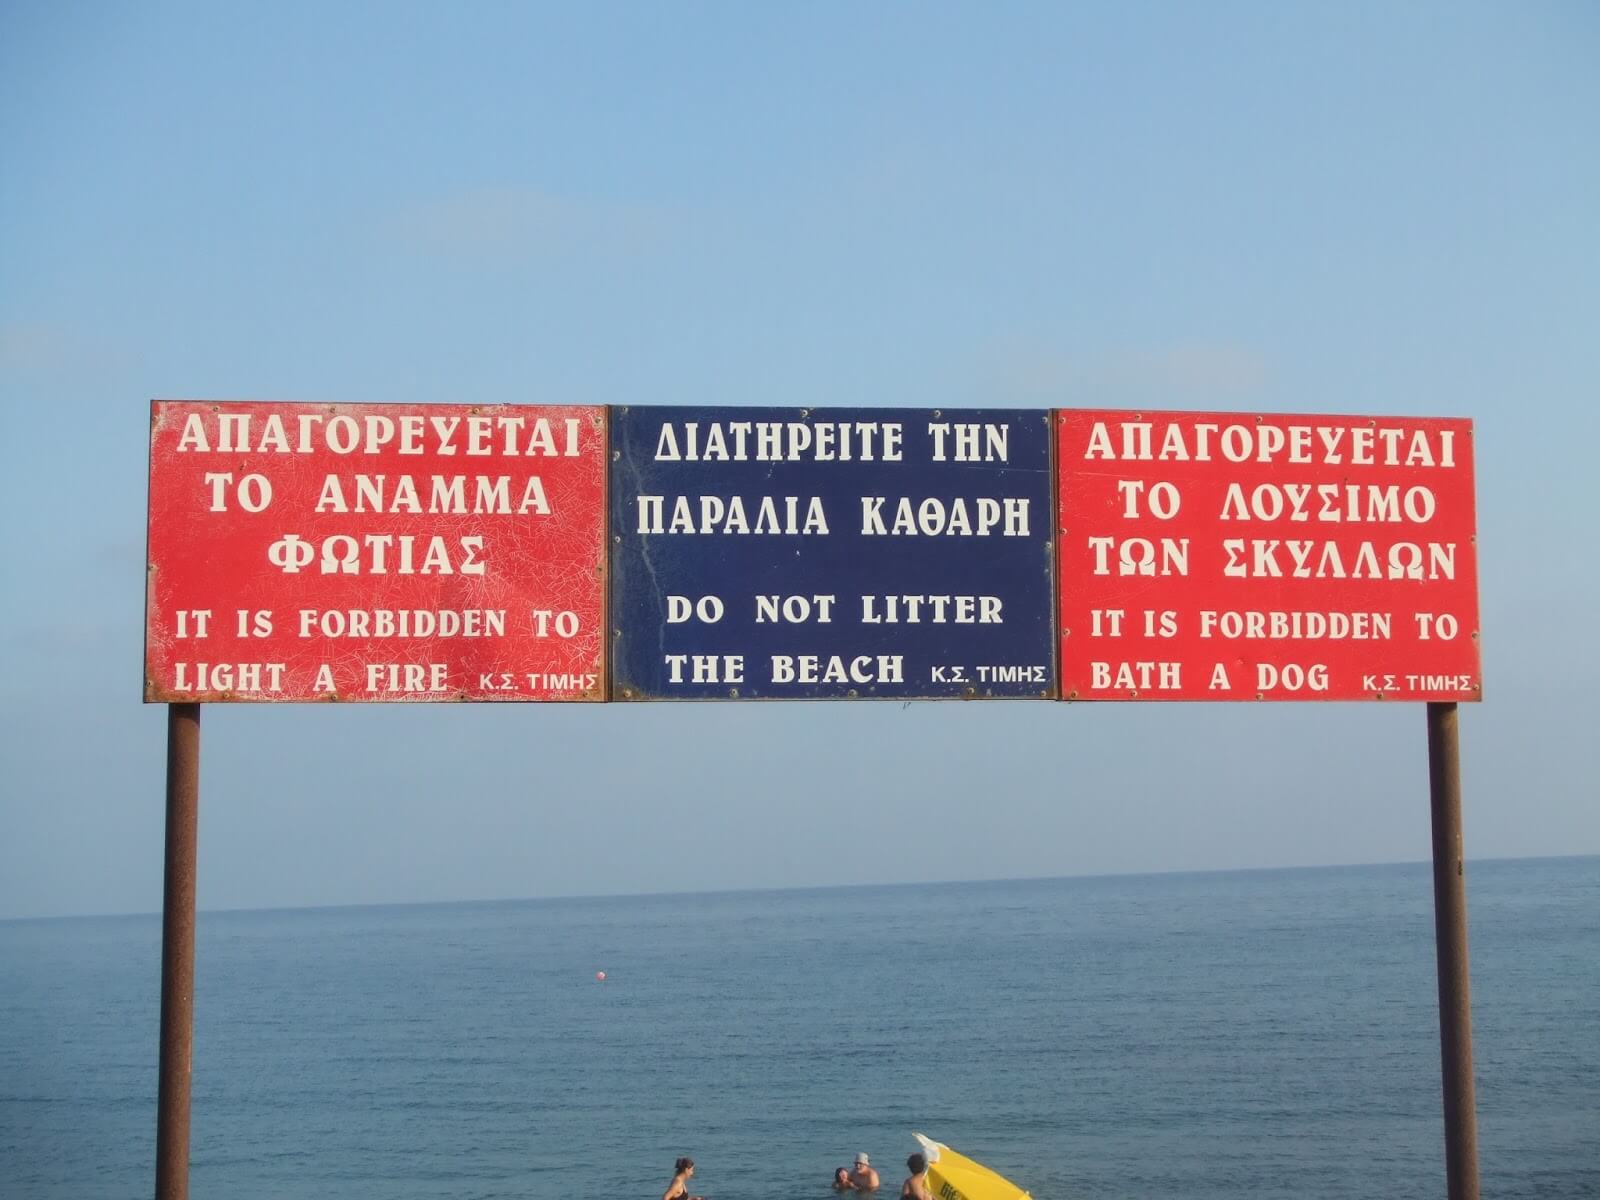 ΑΠΑΓΟΡΕΥΕΤΑΙ
ΤΟ ΑΝΑΜΜΑ
ΦΩΤΙΑΣ
IT IS FORBIDDEN TO
LIGHT A FIRE Κ.Σ. ΤΙΜΗΣ
ΔΙΑΤΗΡΕΙΤΕ ΤΗΝ
ΠΑΡΑΛΙΑ ΚΑΘΑΡΗ
DO NOT LITTER
THE BEACH Κ.Σ. ΤΙΜΗΣ
ΑΠΑΓΟΡΕΥΕΤΑΙ
ΤΟ ΛΟΥΣΙΜΟ
ΤΩΝ ΣΚΥΛΛΩΝ
IT IS FORBIDDEN TO
BATH A DOG Κ.Σ. ΤΙΜΗΣ